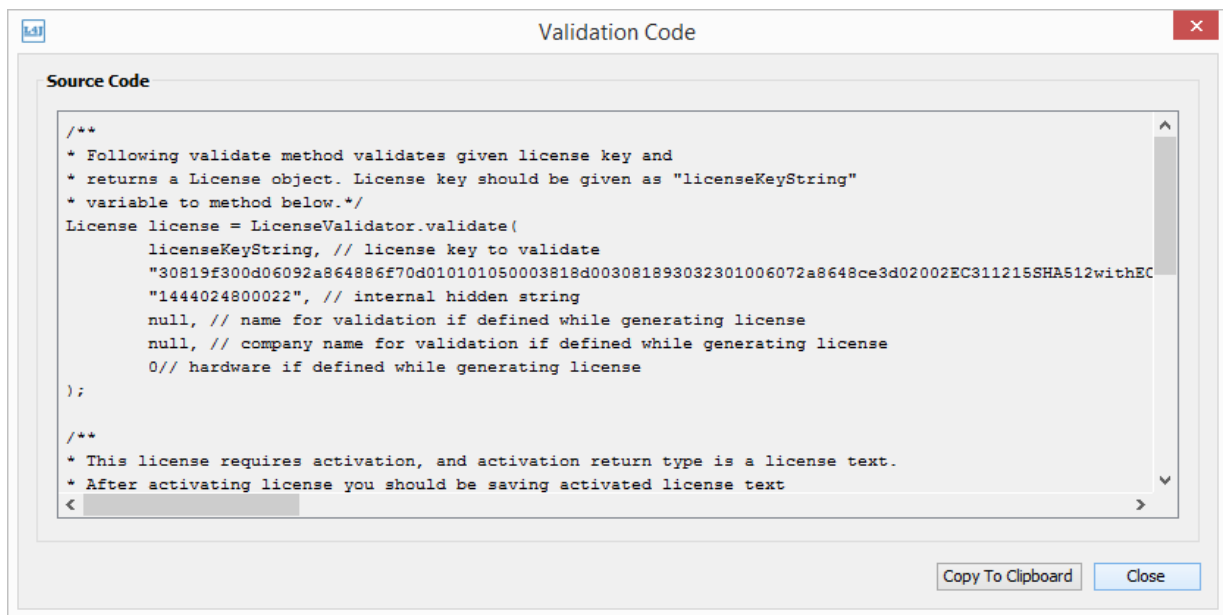 L4J
Validation Code
Source Code
/**
* Following validate method validates given license key and
* returns a License object. License key should be given as "licenseKeyString"
* variable to method below.*/
License license = LicenseValidator.validate(
licenseKeyString, // license key to validate
"30819f300d06092a864886f70d010101050003818d003081893032301006072a8648ce3d02002EC311215SHA512withEC
"1444024800022", // internal hidden string
null, // name for validation if defined while generating license
null, // company name for validation if defined while generating license
0// hardware if defined while generating license
);
/**
* This license requires activation, and activation return type is a license text.
* After activating license you should be saving activated license text
Copy To Clipboard
Close